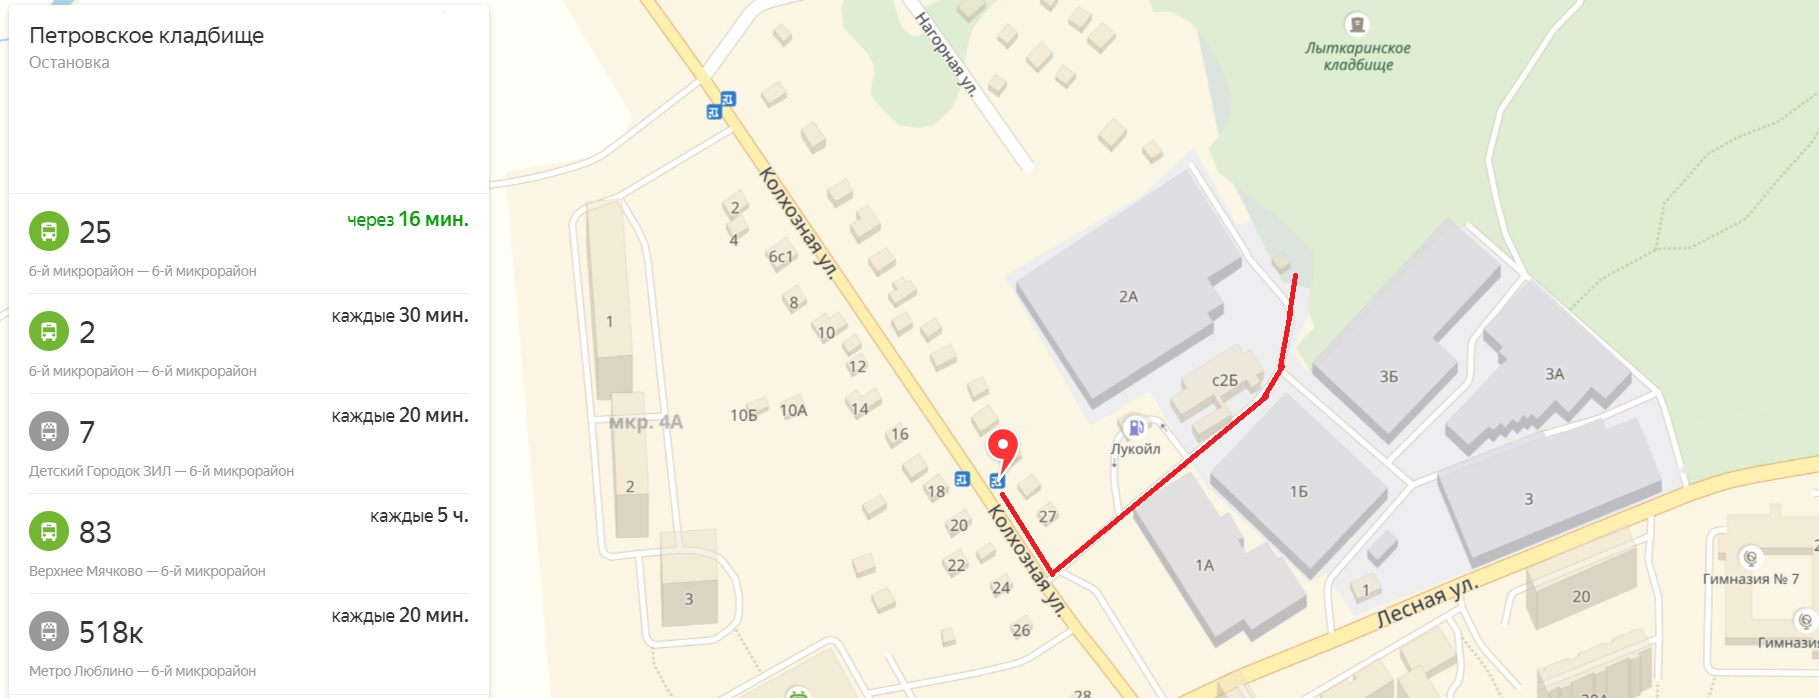 Петровское кладбище
Остановка
25
через 16 мин.
6-й микрорайон — 6-й микрорайон
2
каждые 30 мин.
6-й микрорайон — 6-й микрорайон
7
каждые 20 мин.
Детский Городок ЗИЛ — 6-й микрорайон
83
каждые 5 ч.
Верхнее Мячково — 6-й микрорайон
518к
каждые 20 мин.
Метро Люблино — 6-й микрорайон
Нагорная ул.
Лыткаринское
кладбище
Колхозная ул.
2
4
6с1
8
10
12
14
10Б
10А
16
18
20
22
24
26
27
28
1
мкр. 4А
2
3
2А
с2Б
Лукойл
3Б
3А
1Б
3
1А
1
Колхозная ул.
Лесная ул.
20
Гимназия № 7